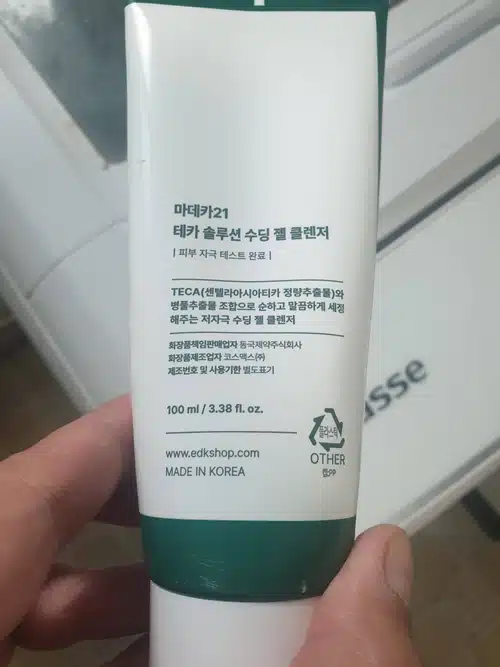 마데카21
테카 솔루션 수딩 젤 클렌저
| 피부 자극 테스트 완료 |
TECA(센텔라아시아티카 정량추출물)와
병풀추출물 조합으로 순하고 말끔하게 세정
해주는 저자극 수딩 젤 클렌저
화장품책임판매업자 동국제약주식회사
화장품제조업자 코스맥스(주)
제조번호 및 사용기한 별도표기
100 ml / 3.38 fl. oz.
플라스틱
OTHER
캡:PP
www.edkshop.com
MADE IN KOREA